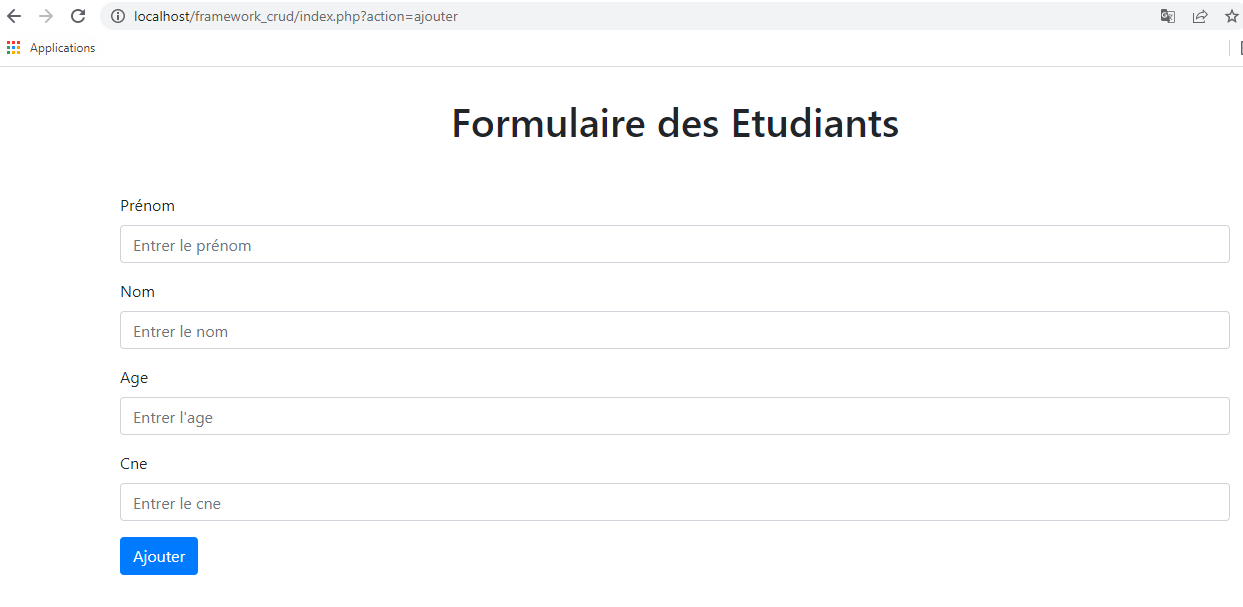 localhost/framework_crud/index.php?action=ajouter
Applications
Formulaire des Etudiants
Prénom
Entrer le prénom
Nom
Entrer le nom
Age
Entrer l'age
Cne
Entrer le cne
Ajouter